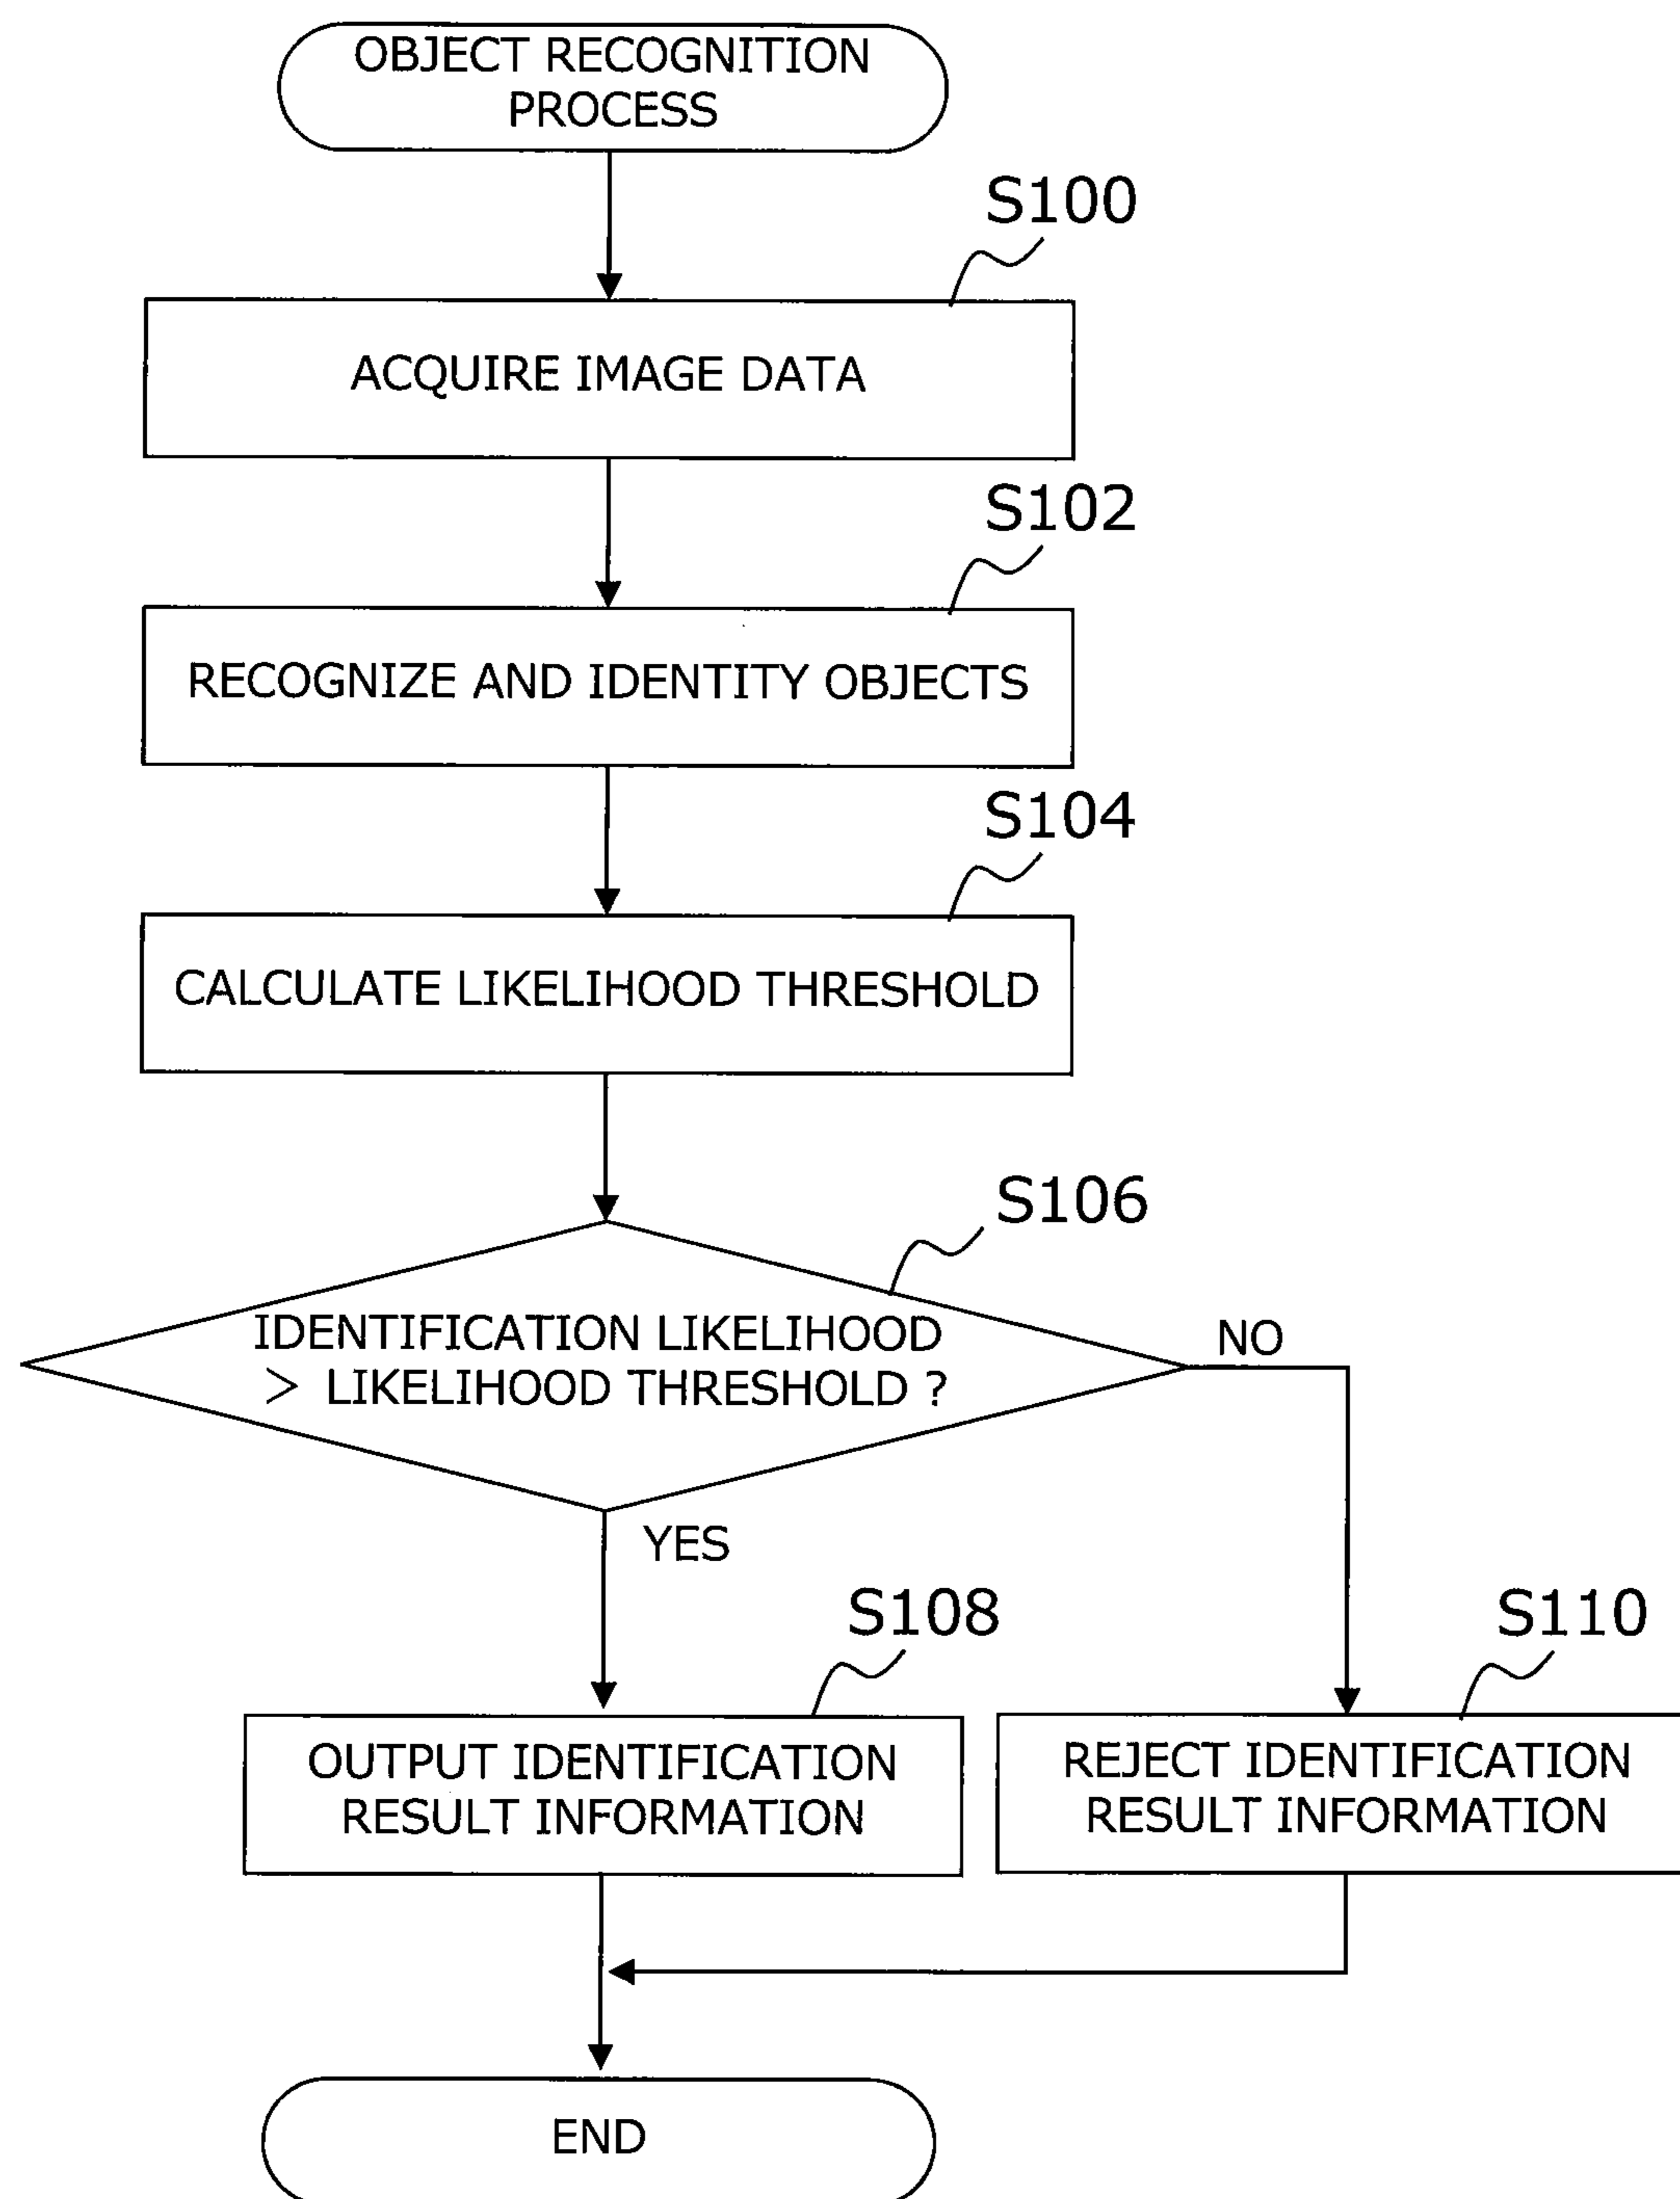 OBJECT RECOGNITION
PROCESS
S100
ACQUIRE IMAGE DATA
S102
RECOGNIZE AND IDENTITY OBJECTS
S104
CALCULATE LIKELIHOOD THRESHOLD
S106
IDENTIFICATION LIKELIHOOD
> LIKELIHOOD THRESHOLD ?
NO
YES
S108
OUTPUT IDENTIFICATION
RESULT INFORMATION
S110
REJECT IDENTIFICATION
RESULT INFORMATION
END